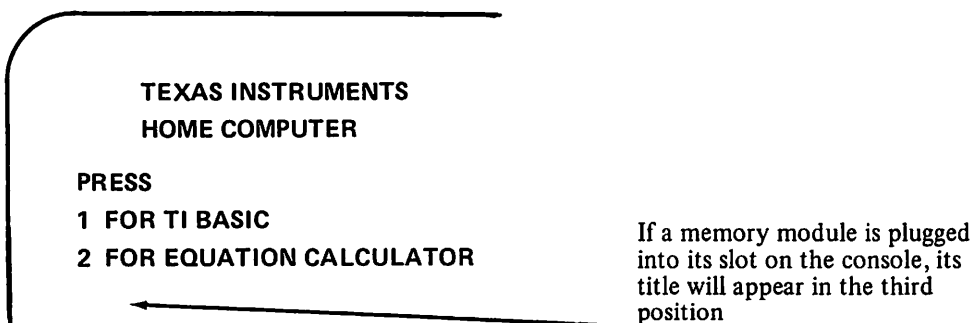 TEXAS INSTRUMENTS
HOME COMPUTER
PRESS
1 FOR TI BASIC
2 FOR EQUATION CALCULATOR
If a memory module is plugged
into its slot on the console, its
title will appear in the third
position